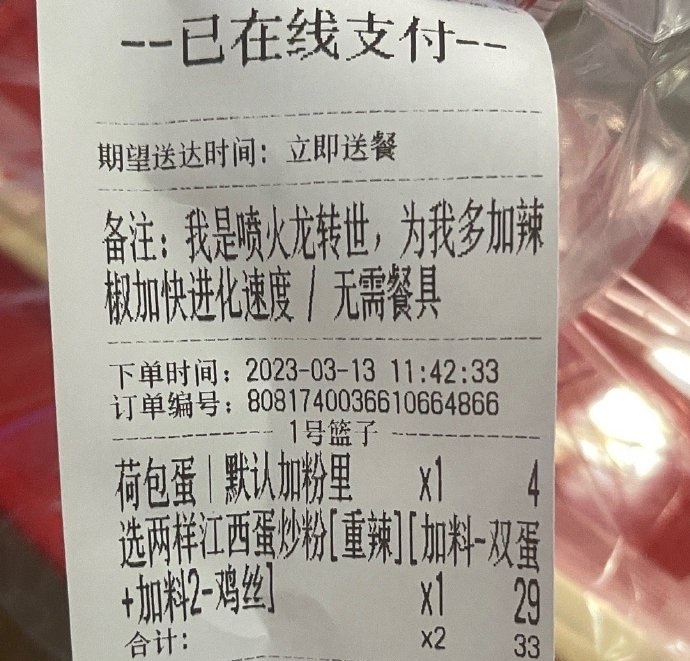 --已在线支付--
期望送达时间: 立即送餐
备注: 我是喷火龙转世, 为我多加辣
椒加快进化速度 / 无需餐具
下单时间: 2023-03-13 11:42:33
订单编号: 8081740036610664866
1号篮子
荷包蛋|默认加粉里 x1 4
选两样江西蛋炒粉[重辣][加料-双蛋
+加料2-鸡丝] x1 29
合计: x2 33